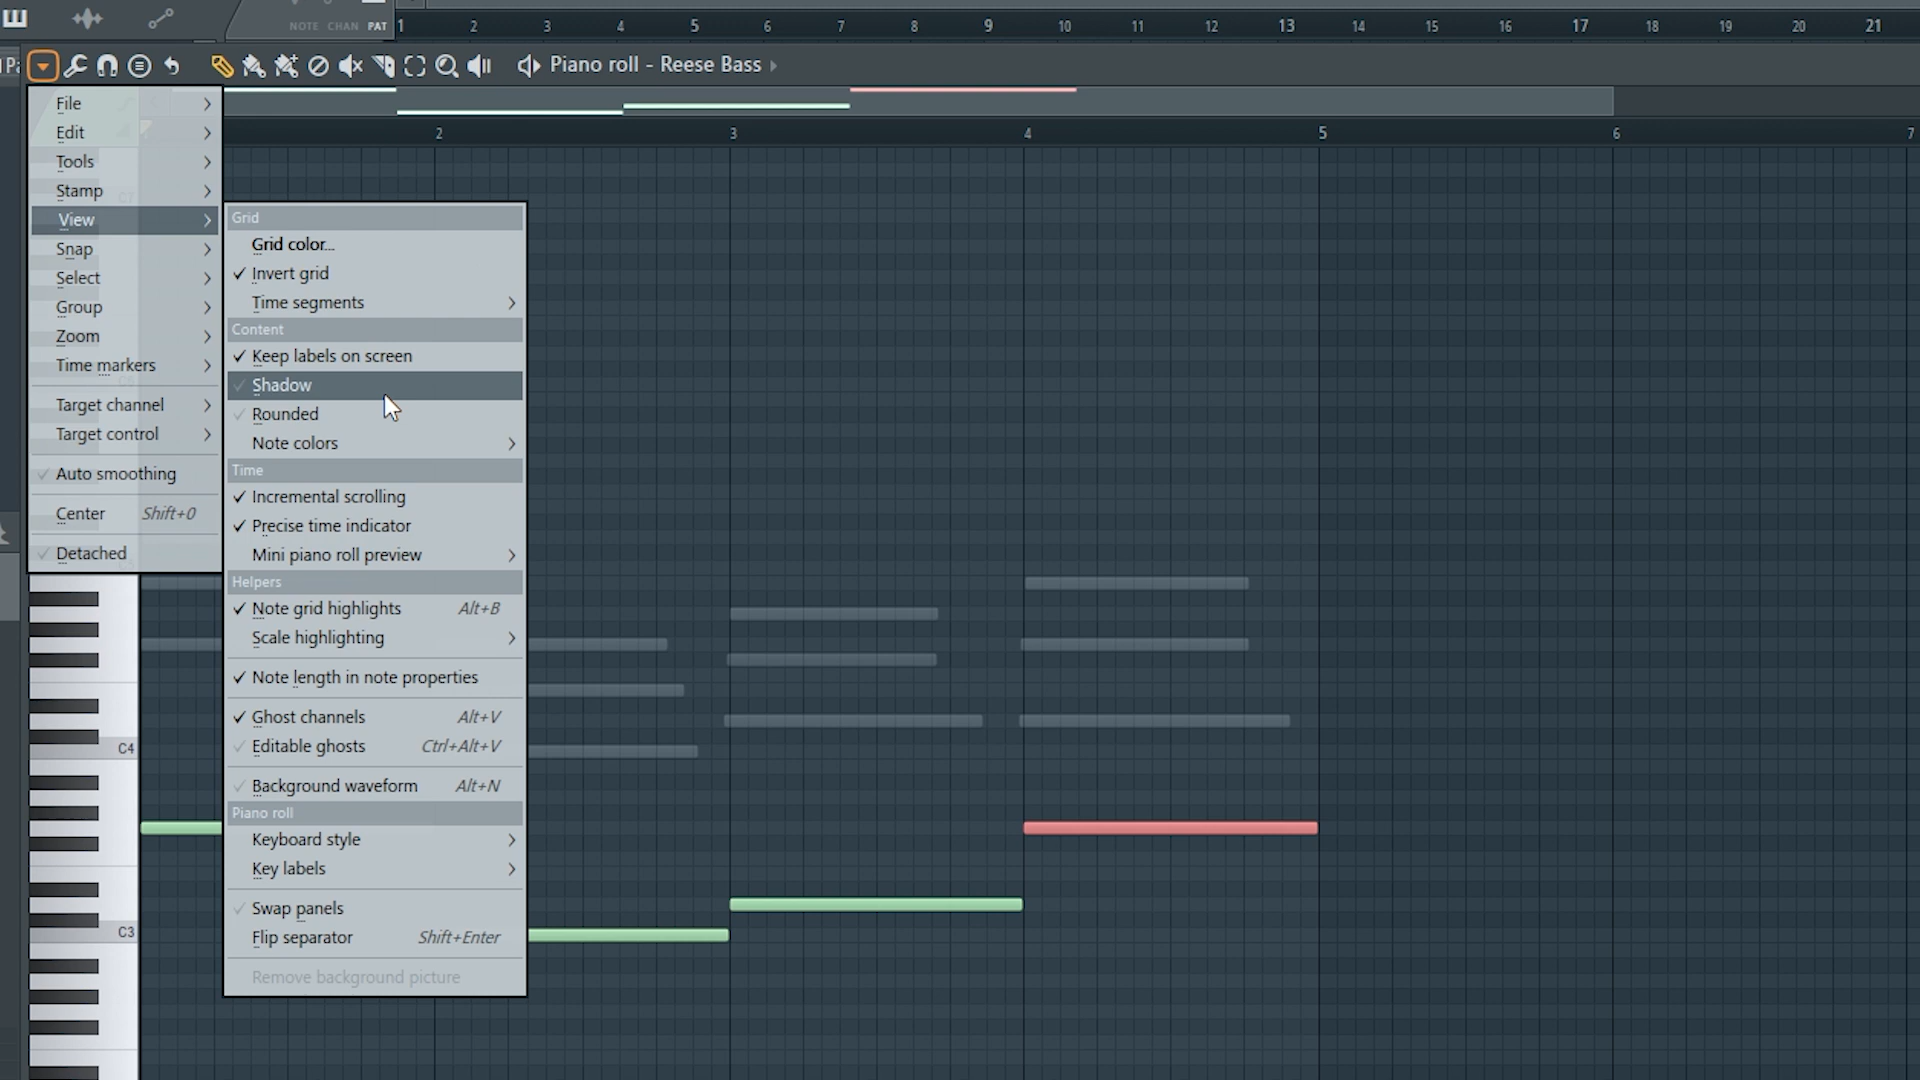 NOTE CHAN PAT
1 2 3 4 5 6 7 8 9 10 11 12 13 14 15 16 17 18 19 20 21
Piano roll - Reese Bass
2 3 4 5 6 7
File
Edit
Tools
Stamp
View
Snap
Select
Group
Zoom
Time markers
Target channel
Target control
Auto smoothing
Center Shift+0
Detached
Grid
Grid color...
Invert grid
Time segments
Content
Keep labels on screen
Shadow
Rounded
Note colors
Time
Incremental scrolling
Precise time indicator
Mini piano roll preview
Helpers
Note grid highlights Alt+B
Scale highlighting
Note length in note properties
Ghost channels Alt+V
Editable ghosts Ctrl+Alt+V
Background waveform Alt+N
Piano roll
Keyboard style
Key labels
Swap panels
Flip separator Shift+Enter
Remove background picture
C4
C3